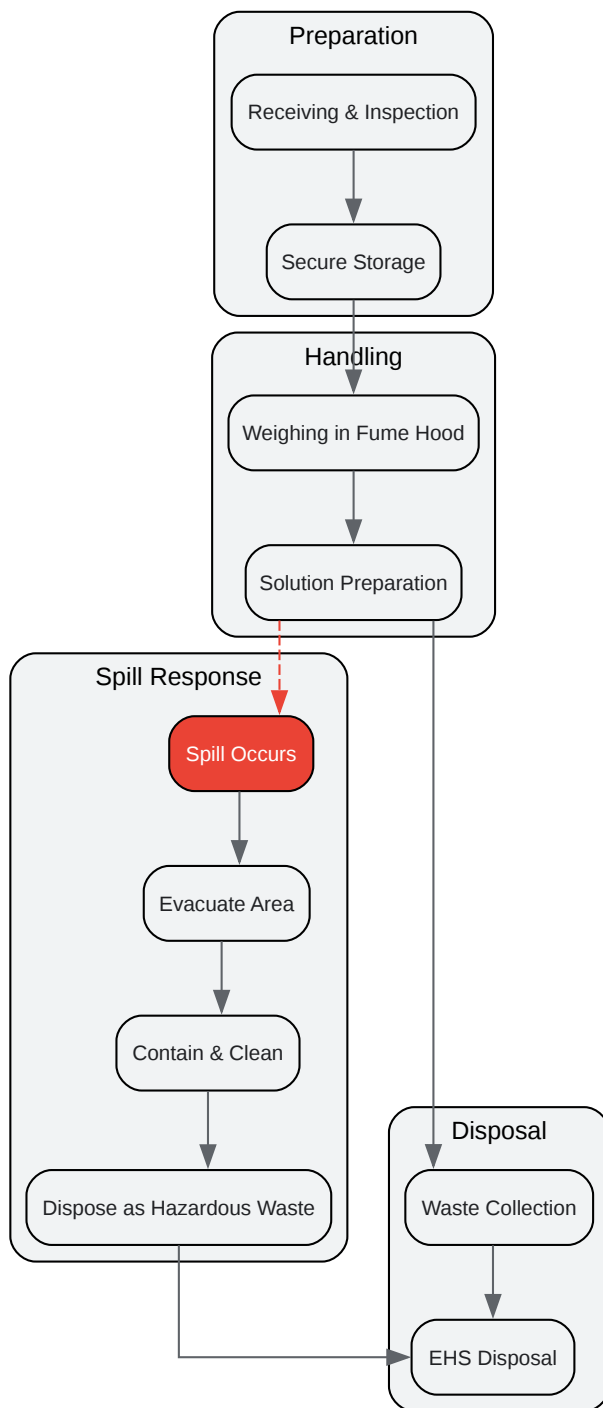 Preparation
Receiving & Inspection
Secure Storage
Handling
Weighing in Fume Hood
Solution Preparation
Spill Response
Spill Occurs
Evacuate Area
Contain & Clean
Dispose as Hazardous Waste
Disposal
Waste Collection
EHS Disposal